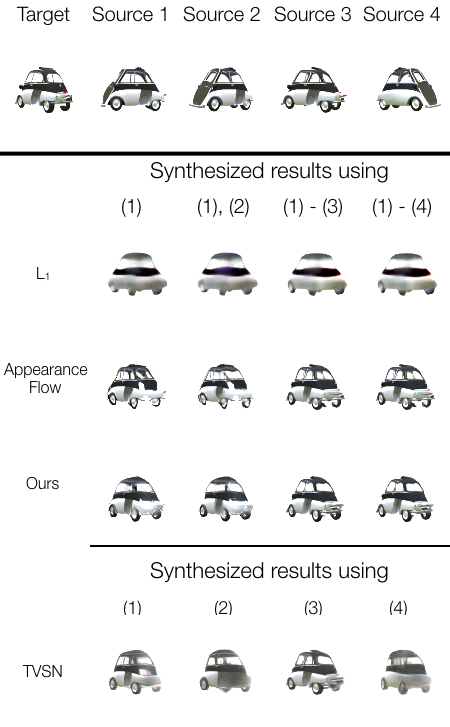 Target Source 1 Source 2 Source 3 Source 4
Synthesized results using
(1) (1), (2) (1) - (3) (1) - (4)
L₁
Appearance
Flow
Ours
Synthesized results using
(1) (2) (3) (4)
TVSN